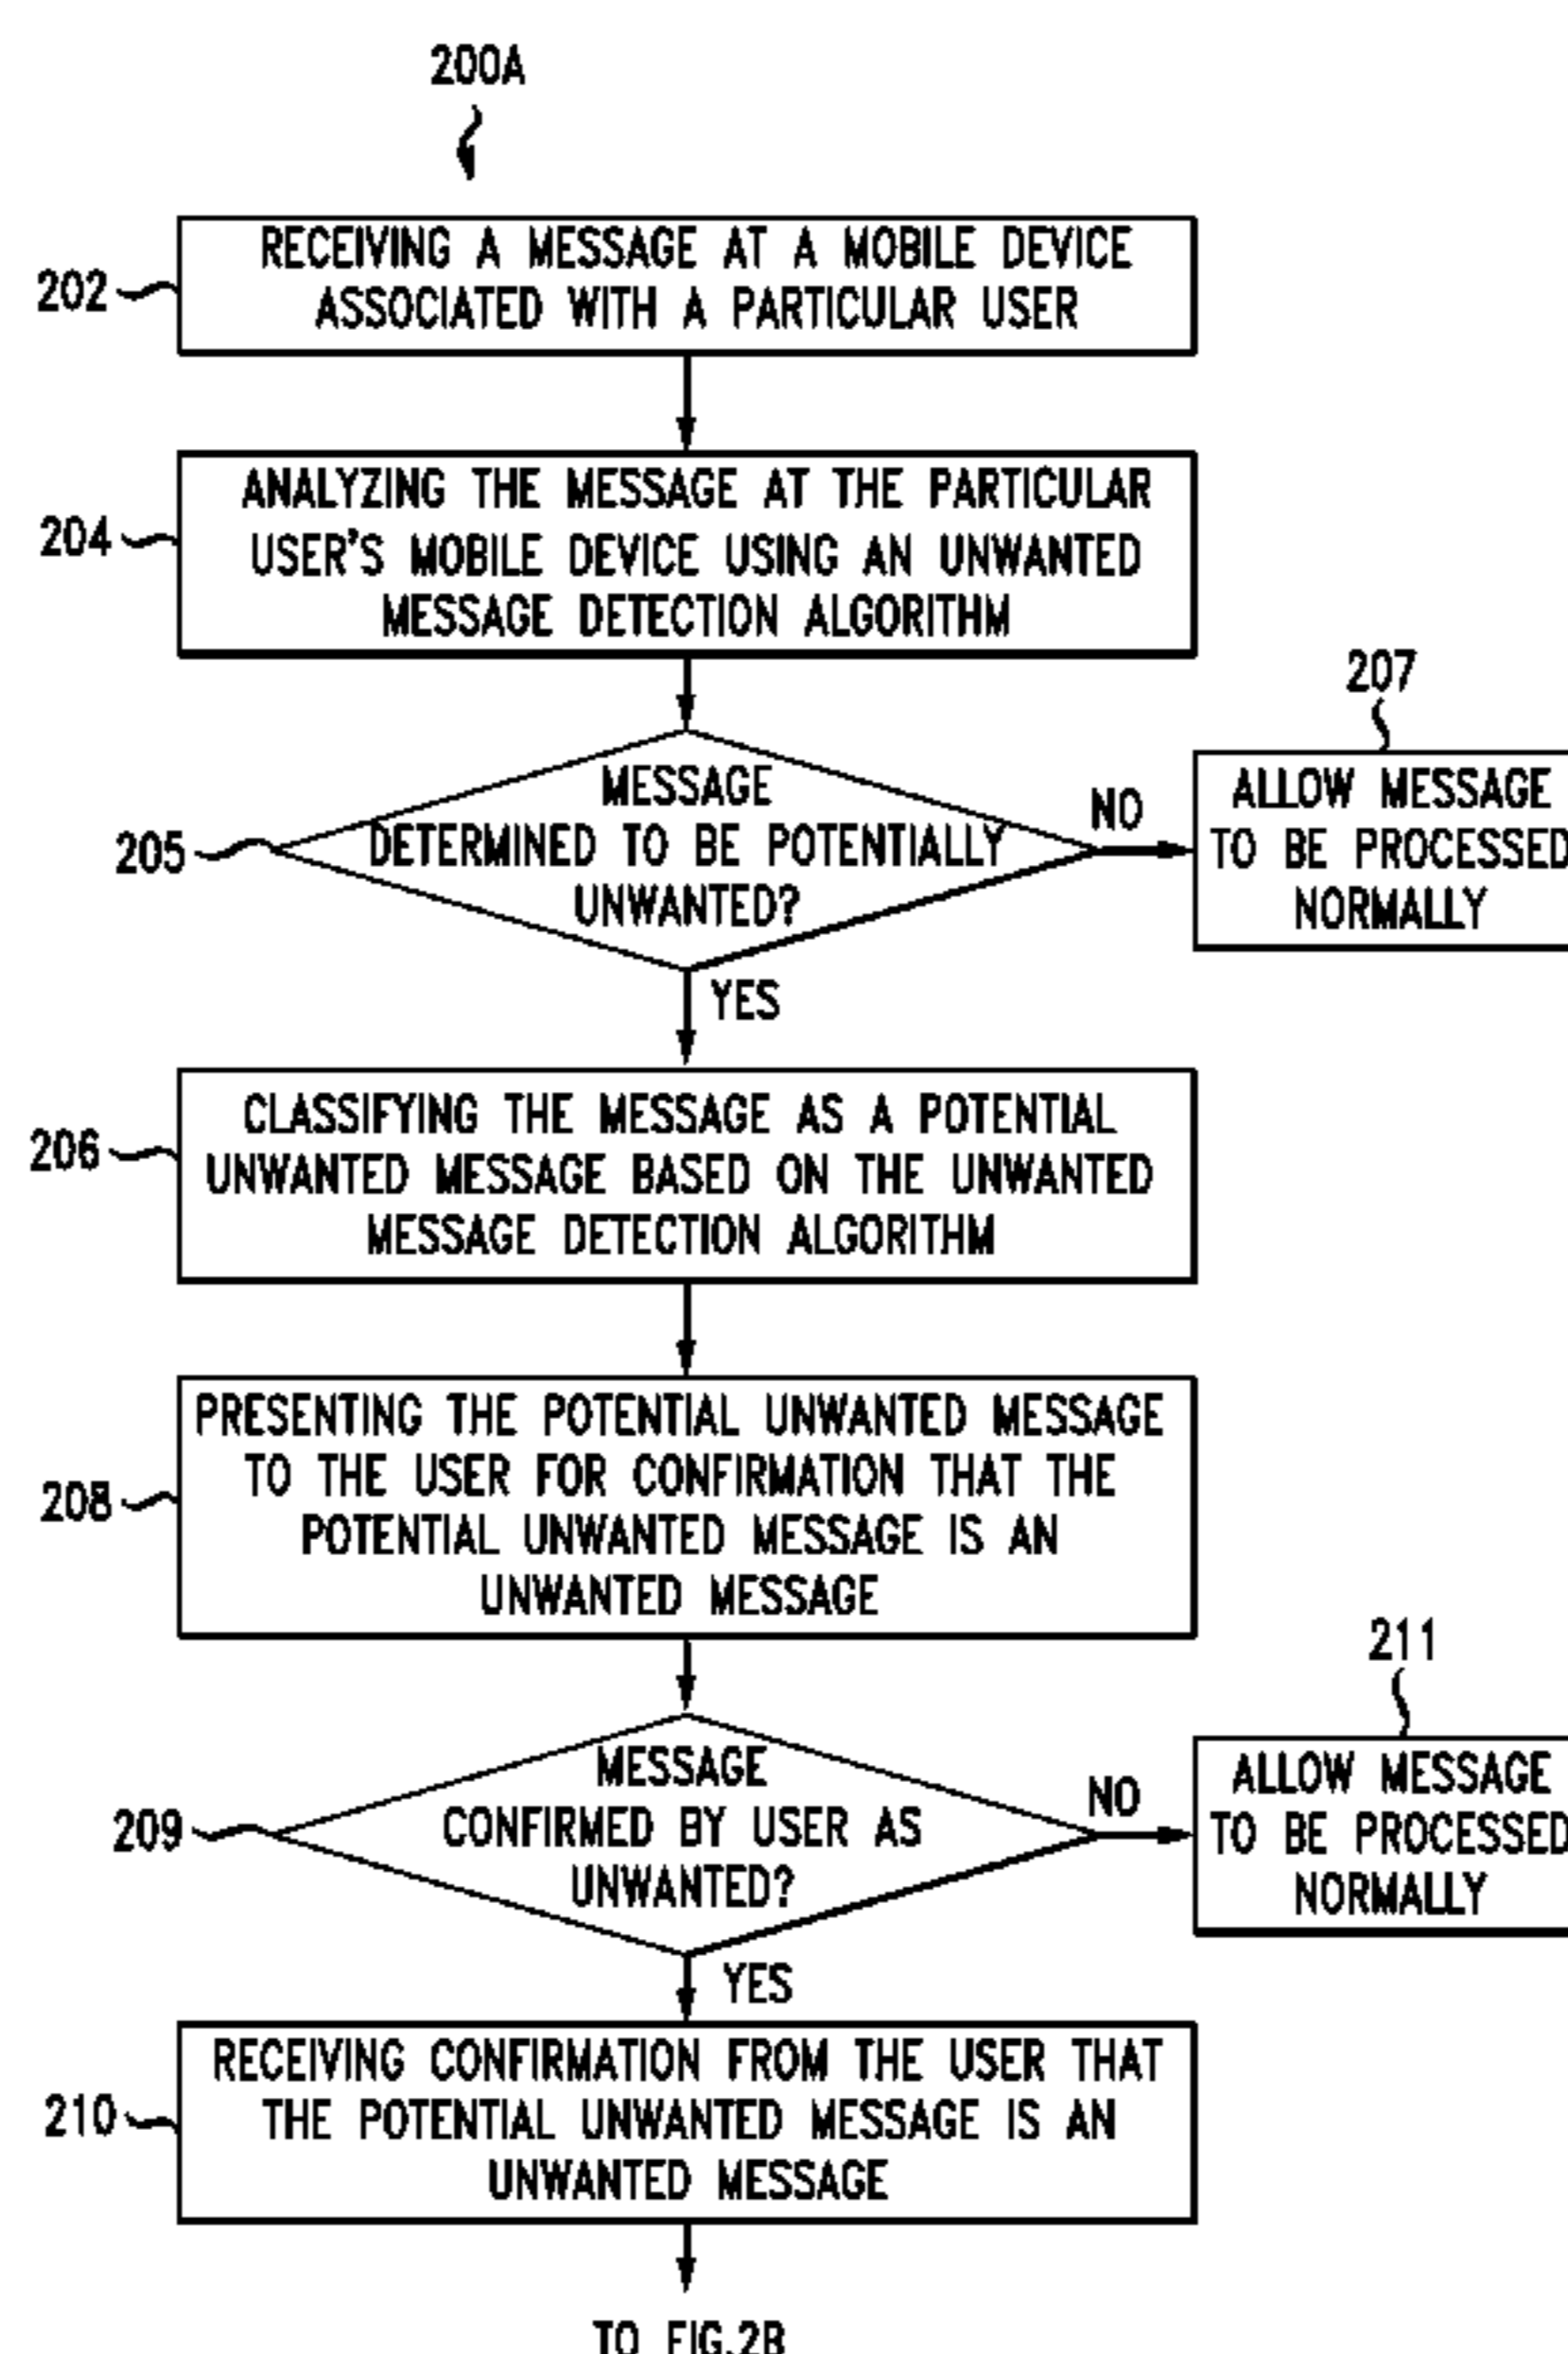 200A
202
RECEIVING A MESSAGE AT A MOBILE DEVICE
ASSOCIATED WITH A PARTICULAR USER
204
ANALYZING THE MESSAGE AT THE PARTICULAR
USER'S MOBILE DEVICE USING AN UNWANTED
MESSAGE DETECTION ALGORITHM
205
MESSAGE
DETERMINED TO BE POTENTIALLY
UNWANTED?
NO
207
ALLOW MESSAGE
TO BE PROCESSED
NORMALLY
YES
206
CLASSIFYING THE MESSAGE AS A POTENTIAL
UNWANTED MESSAGE BASED ON THE UNWANTED
MESSAGE DETECTION ALGORITHM
208
PRESENTING THE POTENTIAL UNWANTED MESSAGE
TO THE USER FOR CONFIRMATION THAT THE
POTENTIAL UNWANTED MESSAGE IS AN
UNWANTED MESSAGE
209
MESSAGE
CONFIRMED BY USER AS
UNWANTED?
NO
211
ALLOW MESSAGE
TO BE PROCESSED
NORMALLY
YES
210
RECEIVING CONFIRMATION FROM THE USER THAT
THE POTENTIAL UNWANTED MESSAGE IS AN
UNWANTED MESSAGE
TO FIG.2B